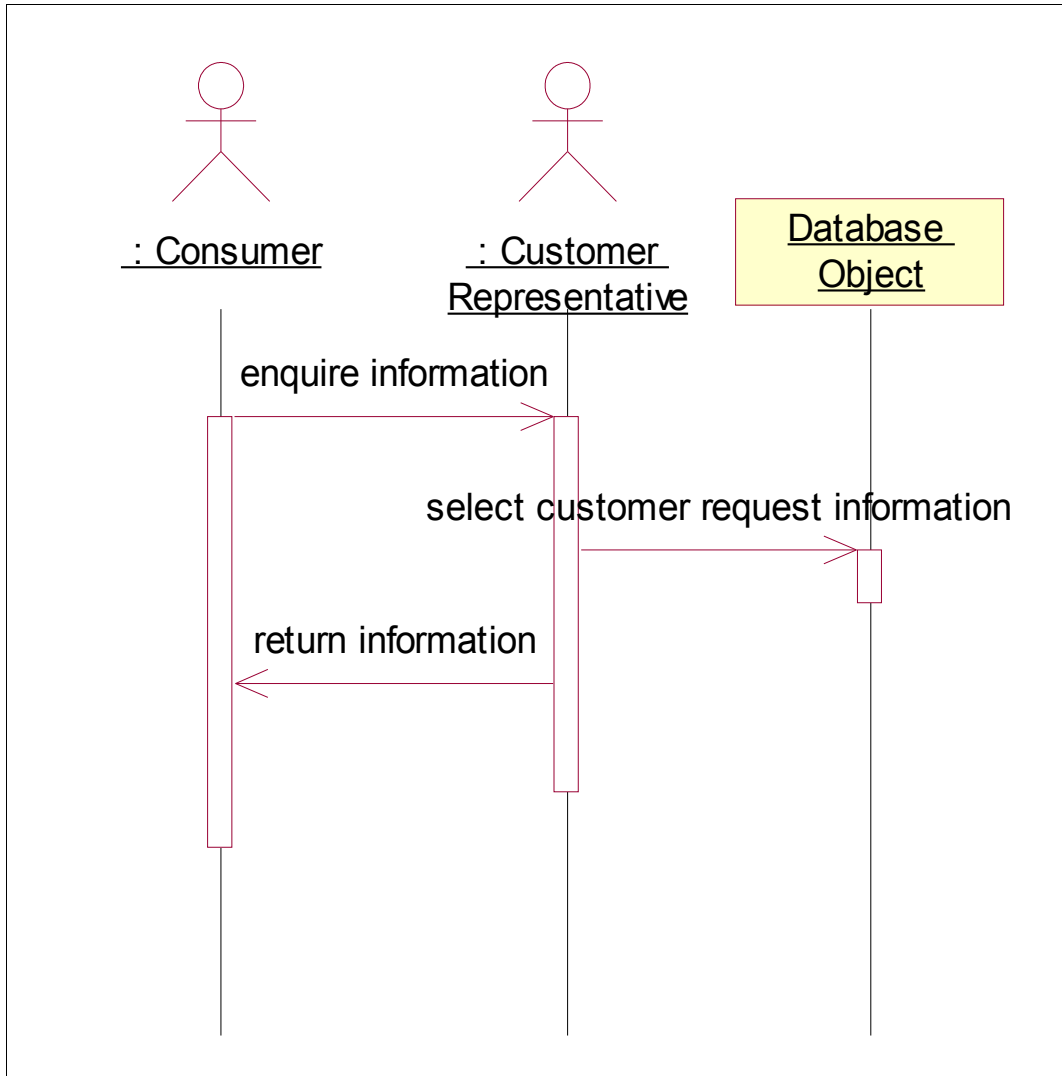 : Consumer
: Customer
Representative
Database
Object
enquire information
select customer request information
return information